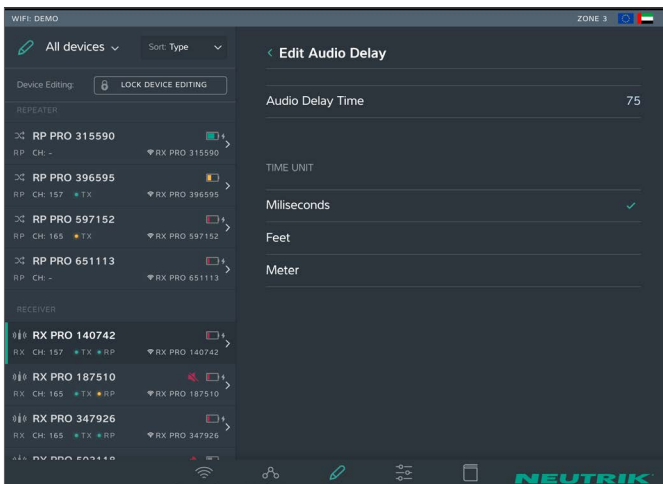 WIFI: DEMO
ZONE 3
All devices
Sort: Type
Device Editing:
LOCK DEVICE EDITING
REPEATER
RP PRO 315590
RP CH: - RX PRO 315590
RP PRO 396595
RP CH: 157 TX RX PRO 396595
RP PRO 597152
RP CH: 165 TX RX PRO 597152
RP PRO 651113
RP CH: - RX PRO 651113
RECEIVER
RX PRO 140742
RX CH: 157 TX RP RX PRO 140742
RX PRO 187510
RX CH: 165 TX RP RX PRO 187510
RX PRO 347926
RX CH: 165 TX RP RX PRO 347926
RX PRO 593118
< Edit Audio Delay
Audio Delay Time 75
TIME UNIT
Miliseconds
Feet
Meter
NEUTRIK